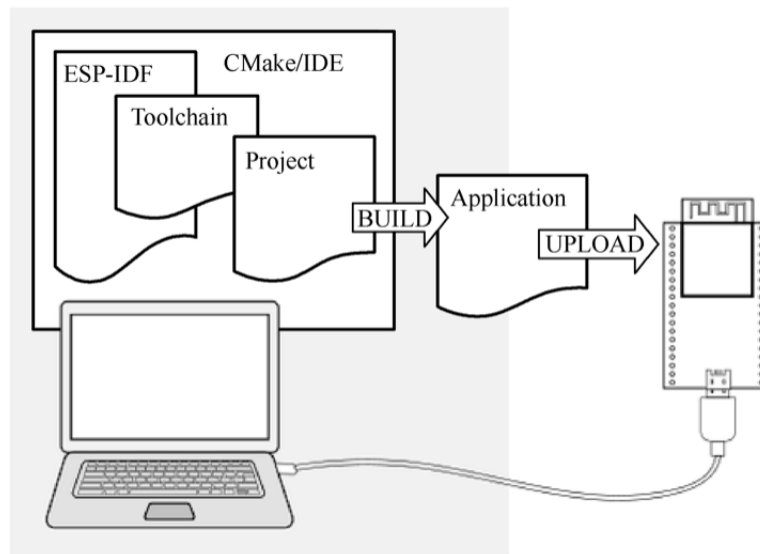 ESP-IDF
CMake/IDE
Toolchain
Project
BUILD
Application
UPLOAD